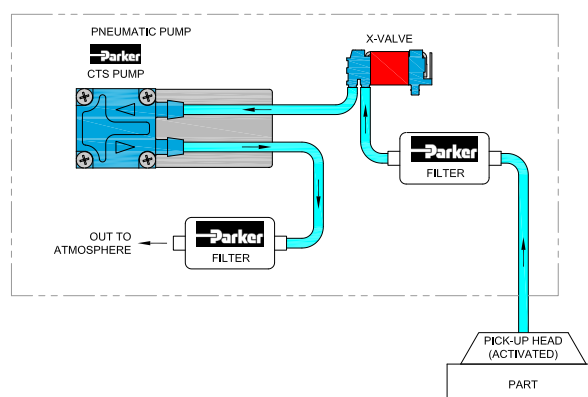 PNEUMATIC PUMP
Parker
CTS PUMP
X-VALVE
Parker
FILTER
OUT TO
ATMOSPHERE
Parker
FILTER
PICK-UP HEAD
(ACTIVATED)
PART